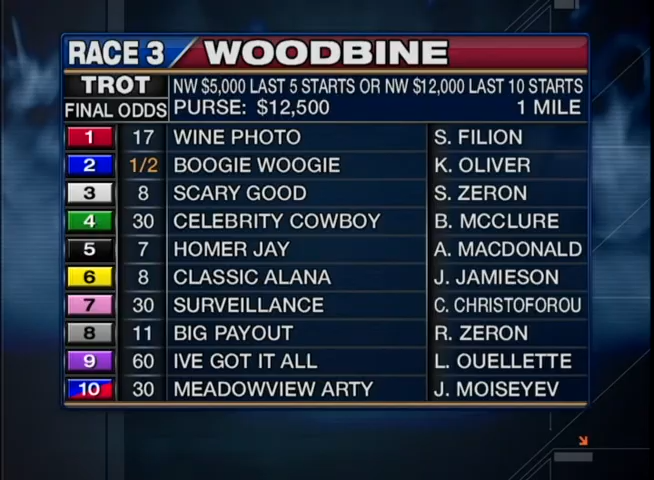 RACE 3 WOODBINE
TROT NW $5,000 LAST 5 STARTS OR NW $12,000 LAST 10 STARTS
FINAL ODDS PURSE: $12,500 1 MILE
1 17 WINE PHOTO S. FILION
2 1/2 BOOGIE WOOGIE K. OLIVER
3 8 SCARY GOOD S. ZERON
4 30 CELEBRITY COWBOY B. MCCLURE
5 7 HOMER JAY A. MACDONALD
6 8 CLASSIC ALANA J. JAMIESON
7 30 SURVEILLANCE C. CHRISTOFOROU
8 11 BIG PAYOUT R. ZERON
9 60 IVE GOT IT ALL L. OUELLETTE
10 30 MEADOWVIEW ARTY J. MOISEYEV